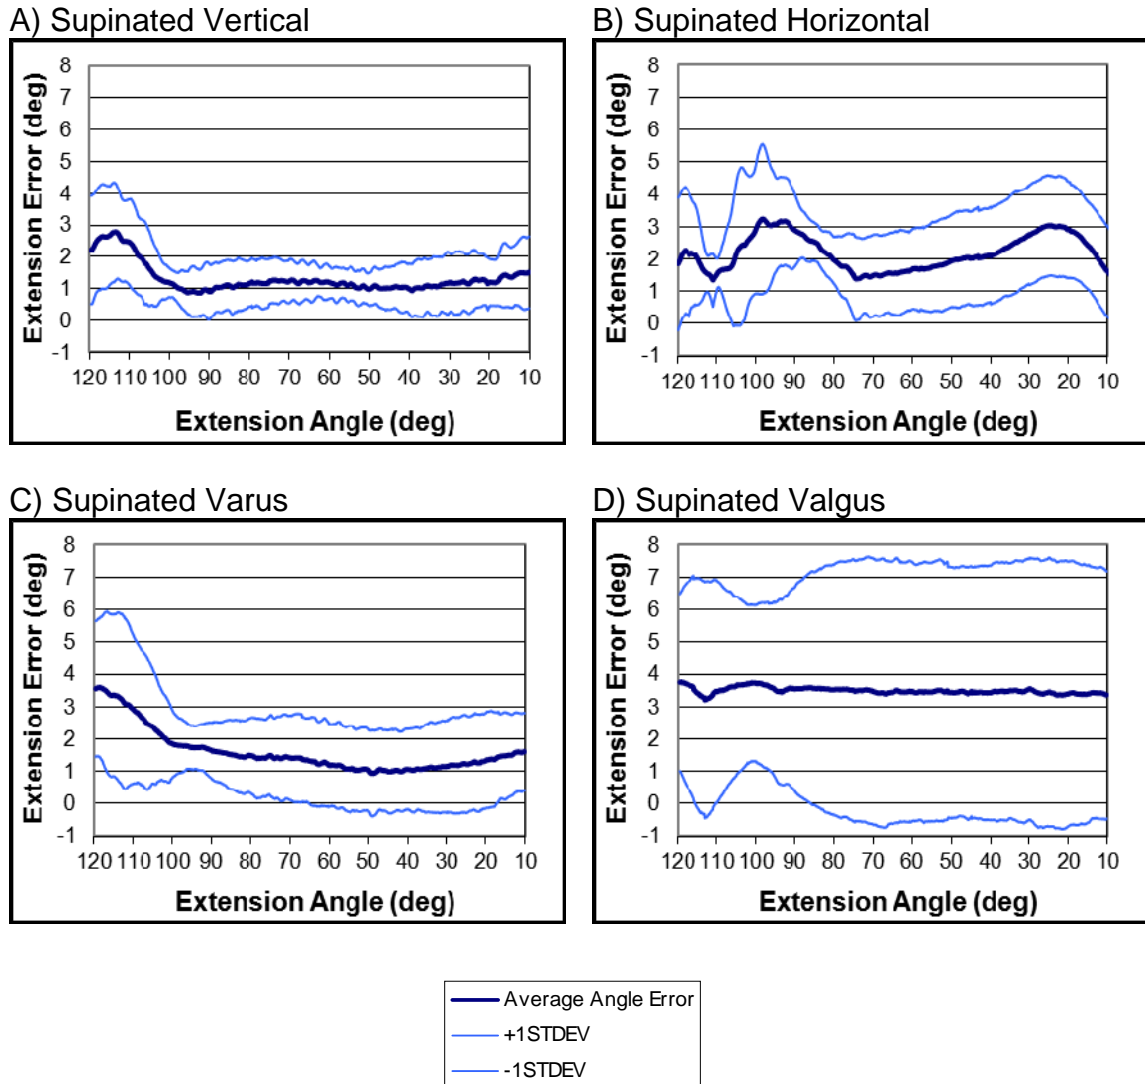 A) Supinated Vertical
8
7
6
5
4
3
2
1
0
-1
Extension Error (deg)
120 110 100 90 80 70 60 50 40 30 20 10
Extension Angle (deg)
B) Supinated Horizontal
8
7
6
5
4
3
2
1
0
-1
Extension Error (deg)
120 110 100 90 80 70 60 50 40 30 20 10
Extension Angle (deg)
C) Supinated Varus
8
7
6
5
4
3
2
1
0
-1
Extension Error (deg)
120 110 100 90 80 70 60 50 40 30 20 10
Extension Angle (deg)
D) Supinated Valgus
8
7
6
5
4
3
2
1
0
-1
Extension Error (deg)
120 110 100 90 80 70 60 50 40 30 20 10
Extension Angle (deg)
Average Angle Error
+1STDEV
-1STDEV